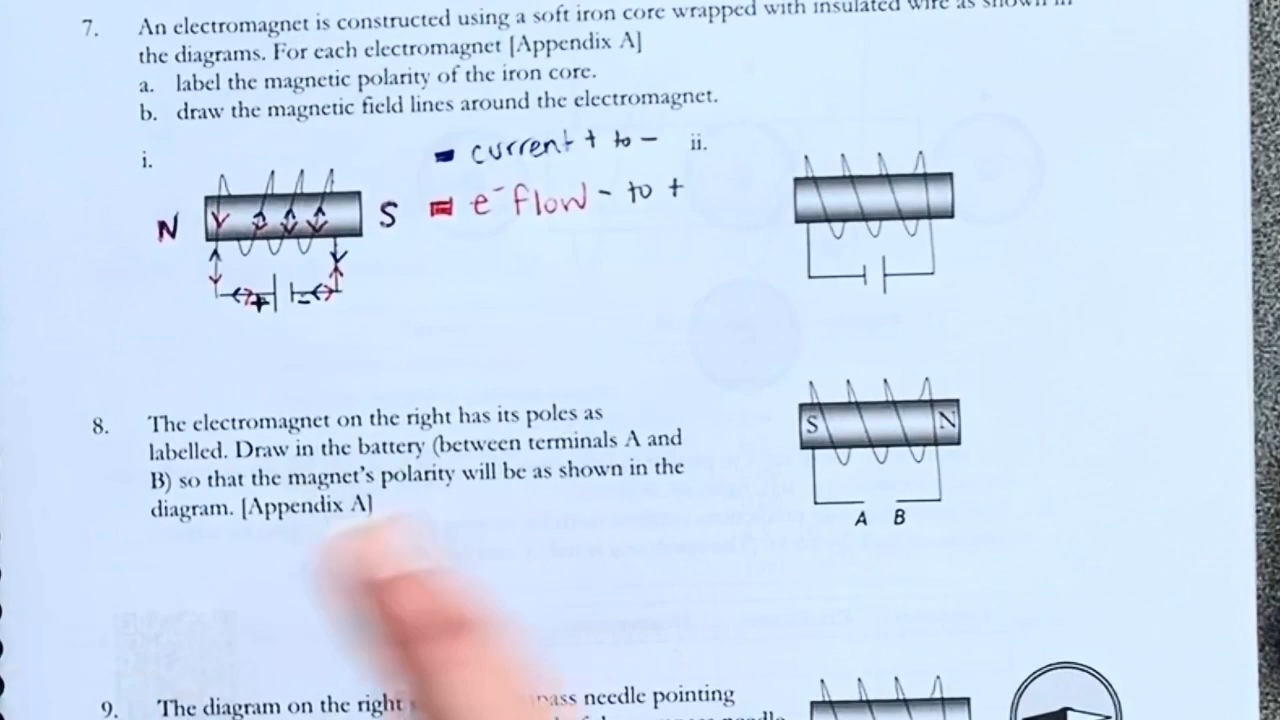 7. An electromagnet is constructed using a soft iron core wrapped with insulated wire as shown in
the diagrams. For each electromagnet [Appendix A]
a. label the magnetic polarity of the iron core.
b. draw the magnetic field lines around the electromagnet.
i.
- current + to -
ii.
N
S
= e⁻ flow - to +
+
-
8. The electromagnet on the right has its poles as
labelled. Draw in the battery (between terminals A and
B) so that the magnet's polarity will be as shown in the
diagram. [Appendix A]
S
N
A B
9. The diagram on the right
needle pointing